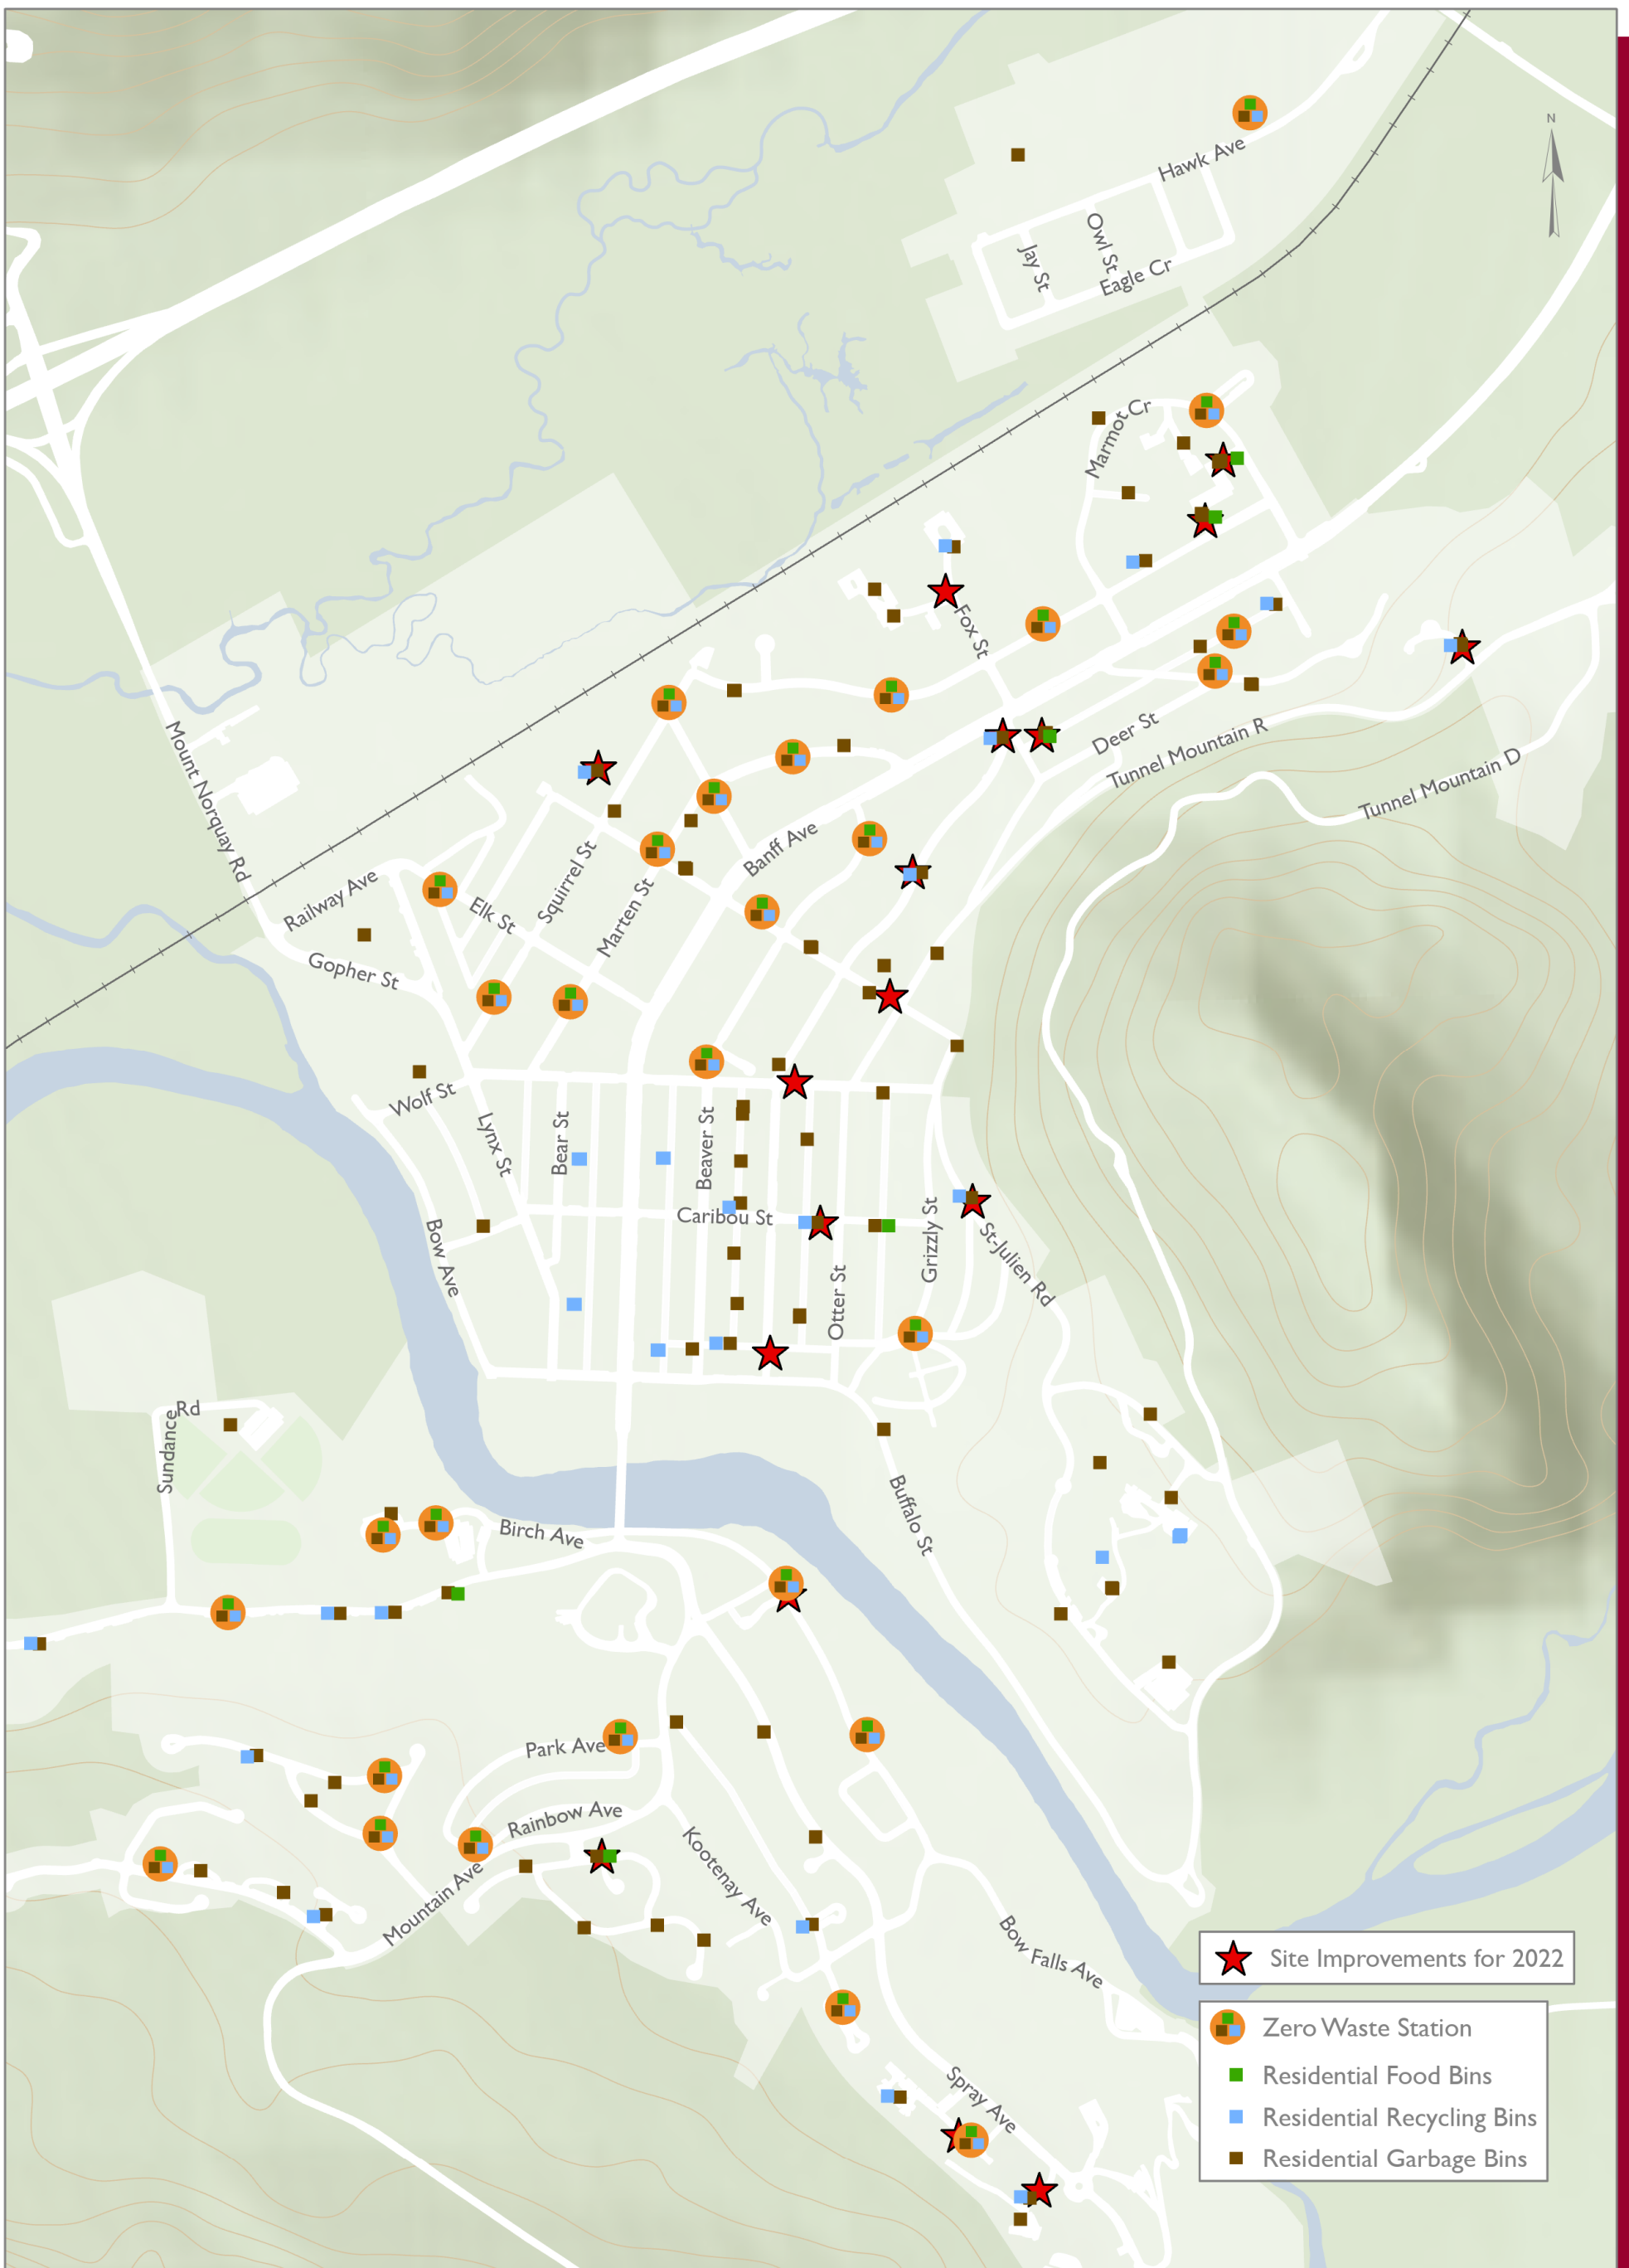 N
Hawk Ave
Owl St
Jay St
Eagle Cr
Marmot Cr
Fox St
Mount Norquay Rd
Deer St
Tunnel Mountain R
Tunnel Mountain D
Banff Ave
Squirrel St
Railway Ave
Elk St
Marten St
Gopher St
Wolf St
Lynx St
Bear St
Beaver St
Caribou St
Grizzly St
St-Julien Rd
Bow Ave
Otter St
Sundance Rd
Buffalo St
Birch Ave
Park Ave
Rainbow Ave
Kootenay Ave
Mountain Ave
Bow Falls Ave
Spray Ave
Site Improvements for 2022
Zero Waste Station
Residential Food Bins
Residential Recycling Bins
Residential Garbage Bins